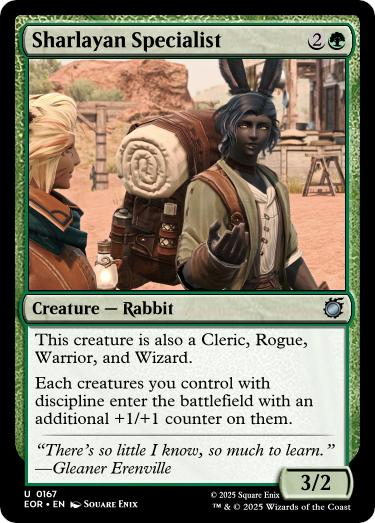 Sharlayan Specialist 2
Creature — Rabbit
This creature is also a Cleric, Rogue,
Warrior, and Wizard.
Each creatures you control with
discipline enter the battlefield with an
additional +1/+1 counter on them.
“There's so little I know, so much to learn.”
—Gleaner Erenville
3/2
U 0167
EOR • EN SQUARE ENIX
© 2025 Square Enix
™ & © 2025 Wizards of the Coast